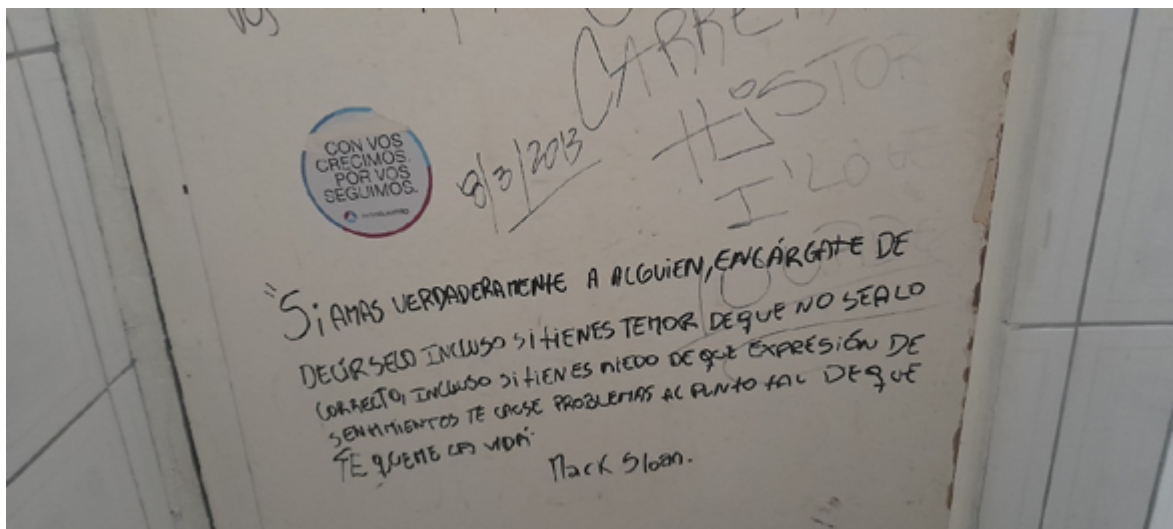 CARRE
HiSTOR
I'LOVE
8/3/2013
CON VOS
CRECIMOS.
POR VOS
SEGUIMOS.
"Si AMAS VERDADERAMENTE A ALGUIEN, ENCÁRGATE DE
DECÍRSELO INCLUSO SI TIENES TEMOR DE QUE NO SEA LO
CORRECTO, INCLUSO SI TIENES MIEDO DE QUE EXPRESIÓN DE
SENTIMIENTOS TE CAUSE PROBLEMAS AL PUNTO TAL DE QUE
TE QUEME LA VIDA"
Mark Sloan.